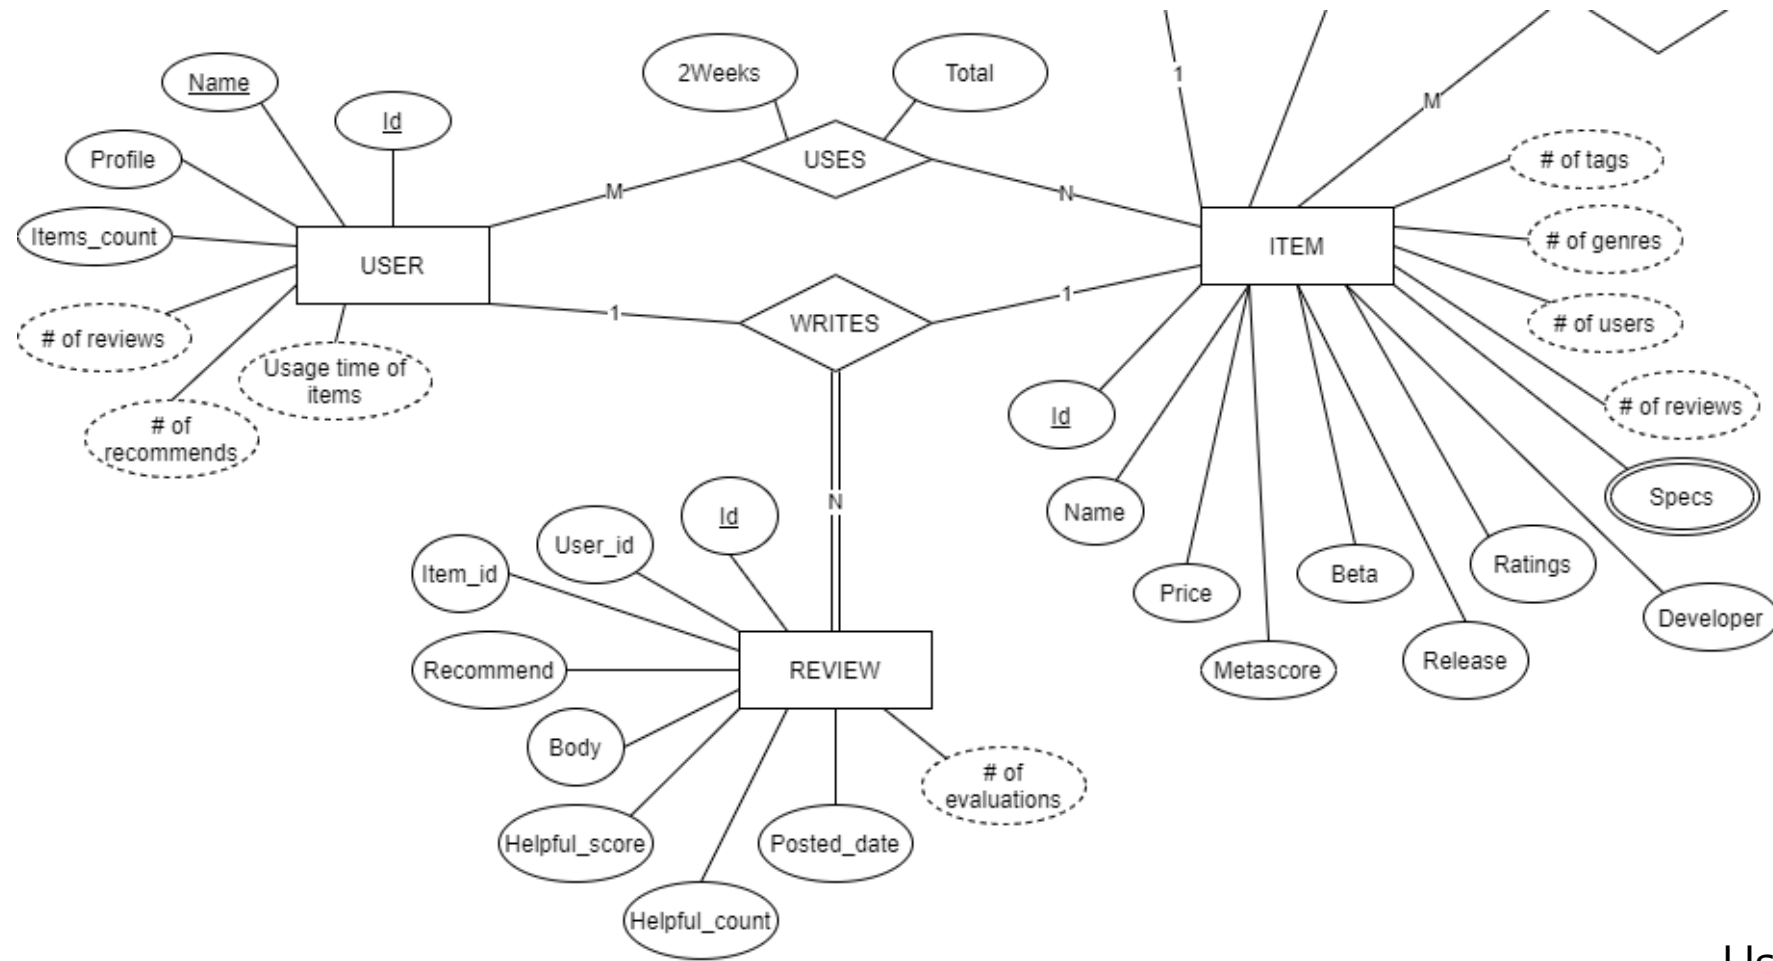 Name
Id
Profile
Items_count
# of reviews
# of
recommends
Usage time of
items
USER
M
1
2Weeks
Total
USES
N
WRITES
1
N
1
M
ITEM
# of tags
# of genres
# of users
# of reviews
Specs
Developer
Ratings
Release
Beta
Metascore
Price
Name
Id
Id
User_id
Item_id
Recommend
REVIEW
Body
Helpful_score
Helpful_count
Posted_date
# of
evaluations